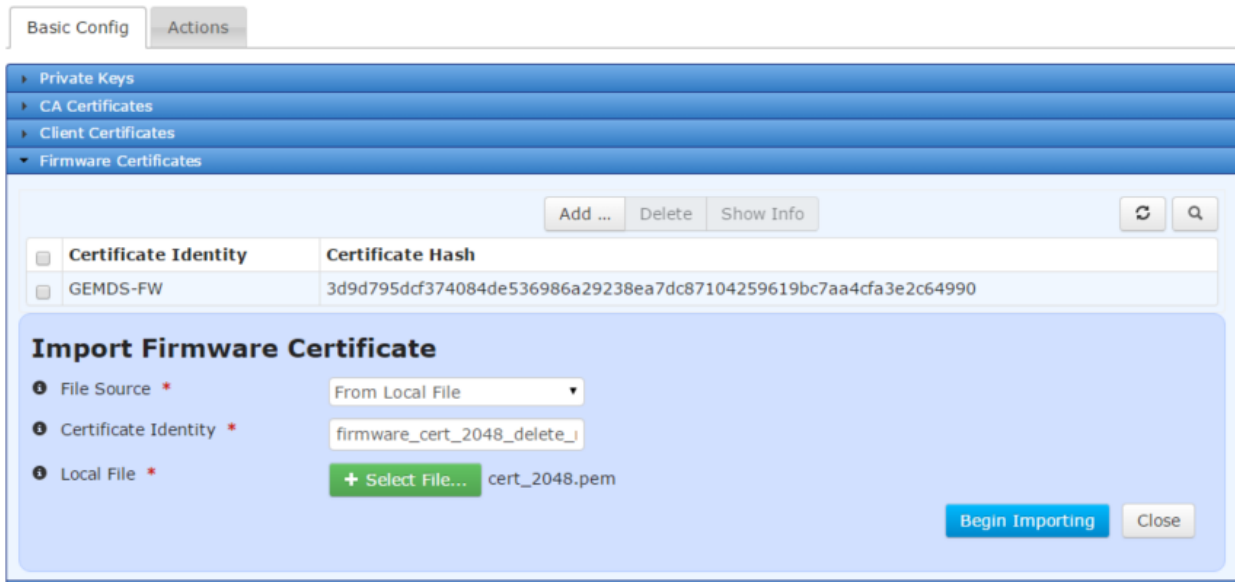 Basic Config Actions
Private Keys
CA Certificates
Client Certificates
Firmware Certificates
Add ... Delete Show Info
Certificate Identity Certificate Hash
GEMDS-FW 3d9d795dcf374084de536986a29238ea7dc87104259619bc7aa4cfa3e2c64990
Import Firmware Certificate
File Source * From Local File
Certificate Identity * firmware_cert_2048_delete_
Local File * + Select File... cert_2048.pem
Begin Importing Close